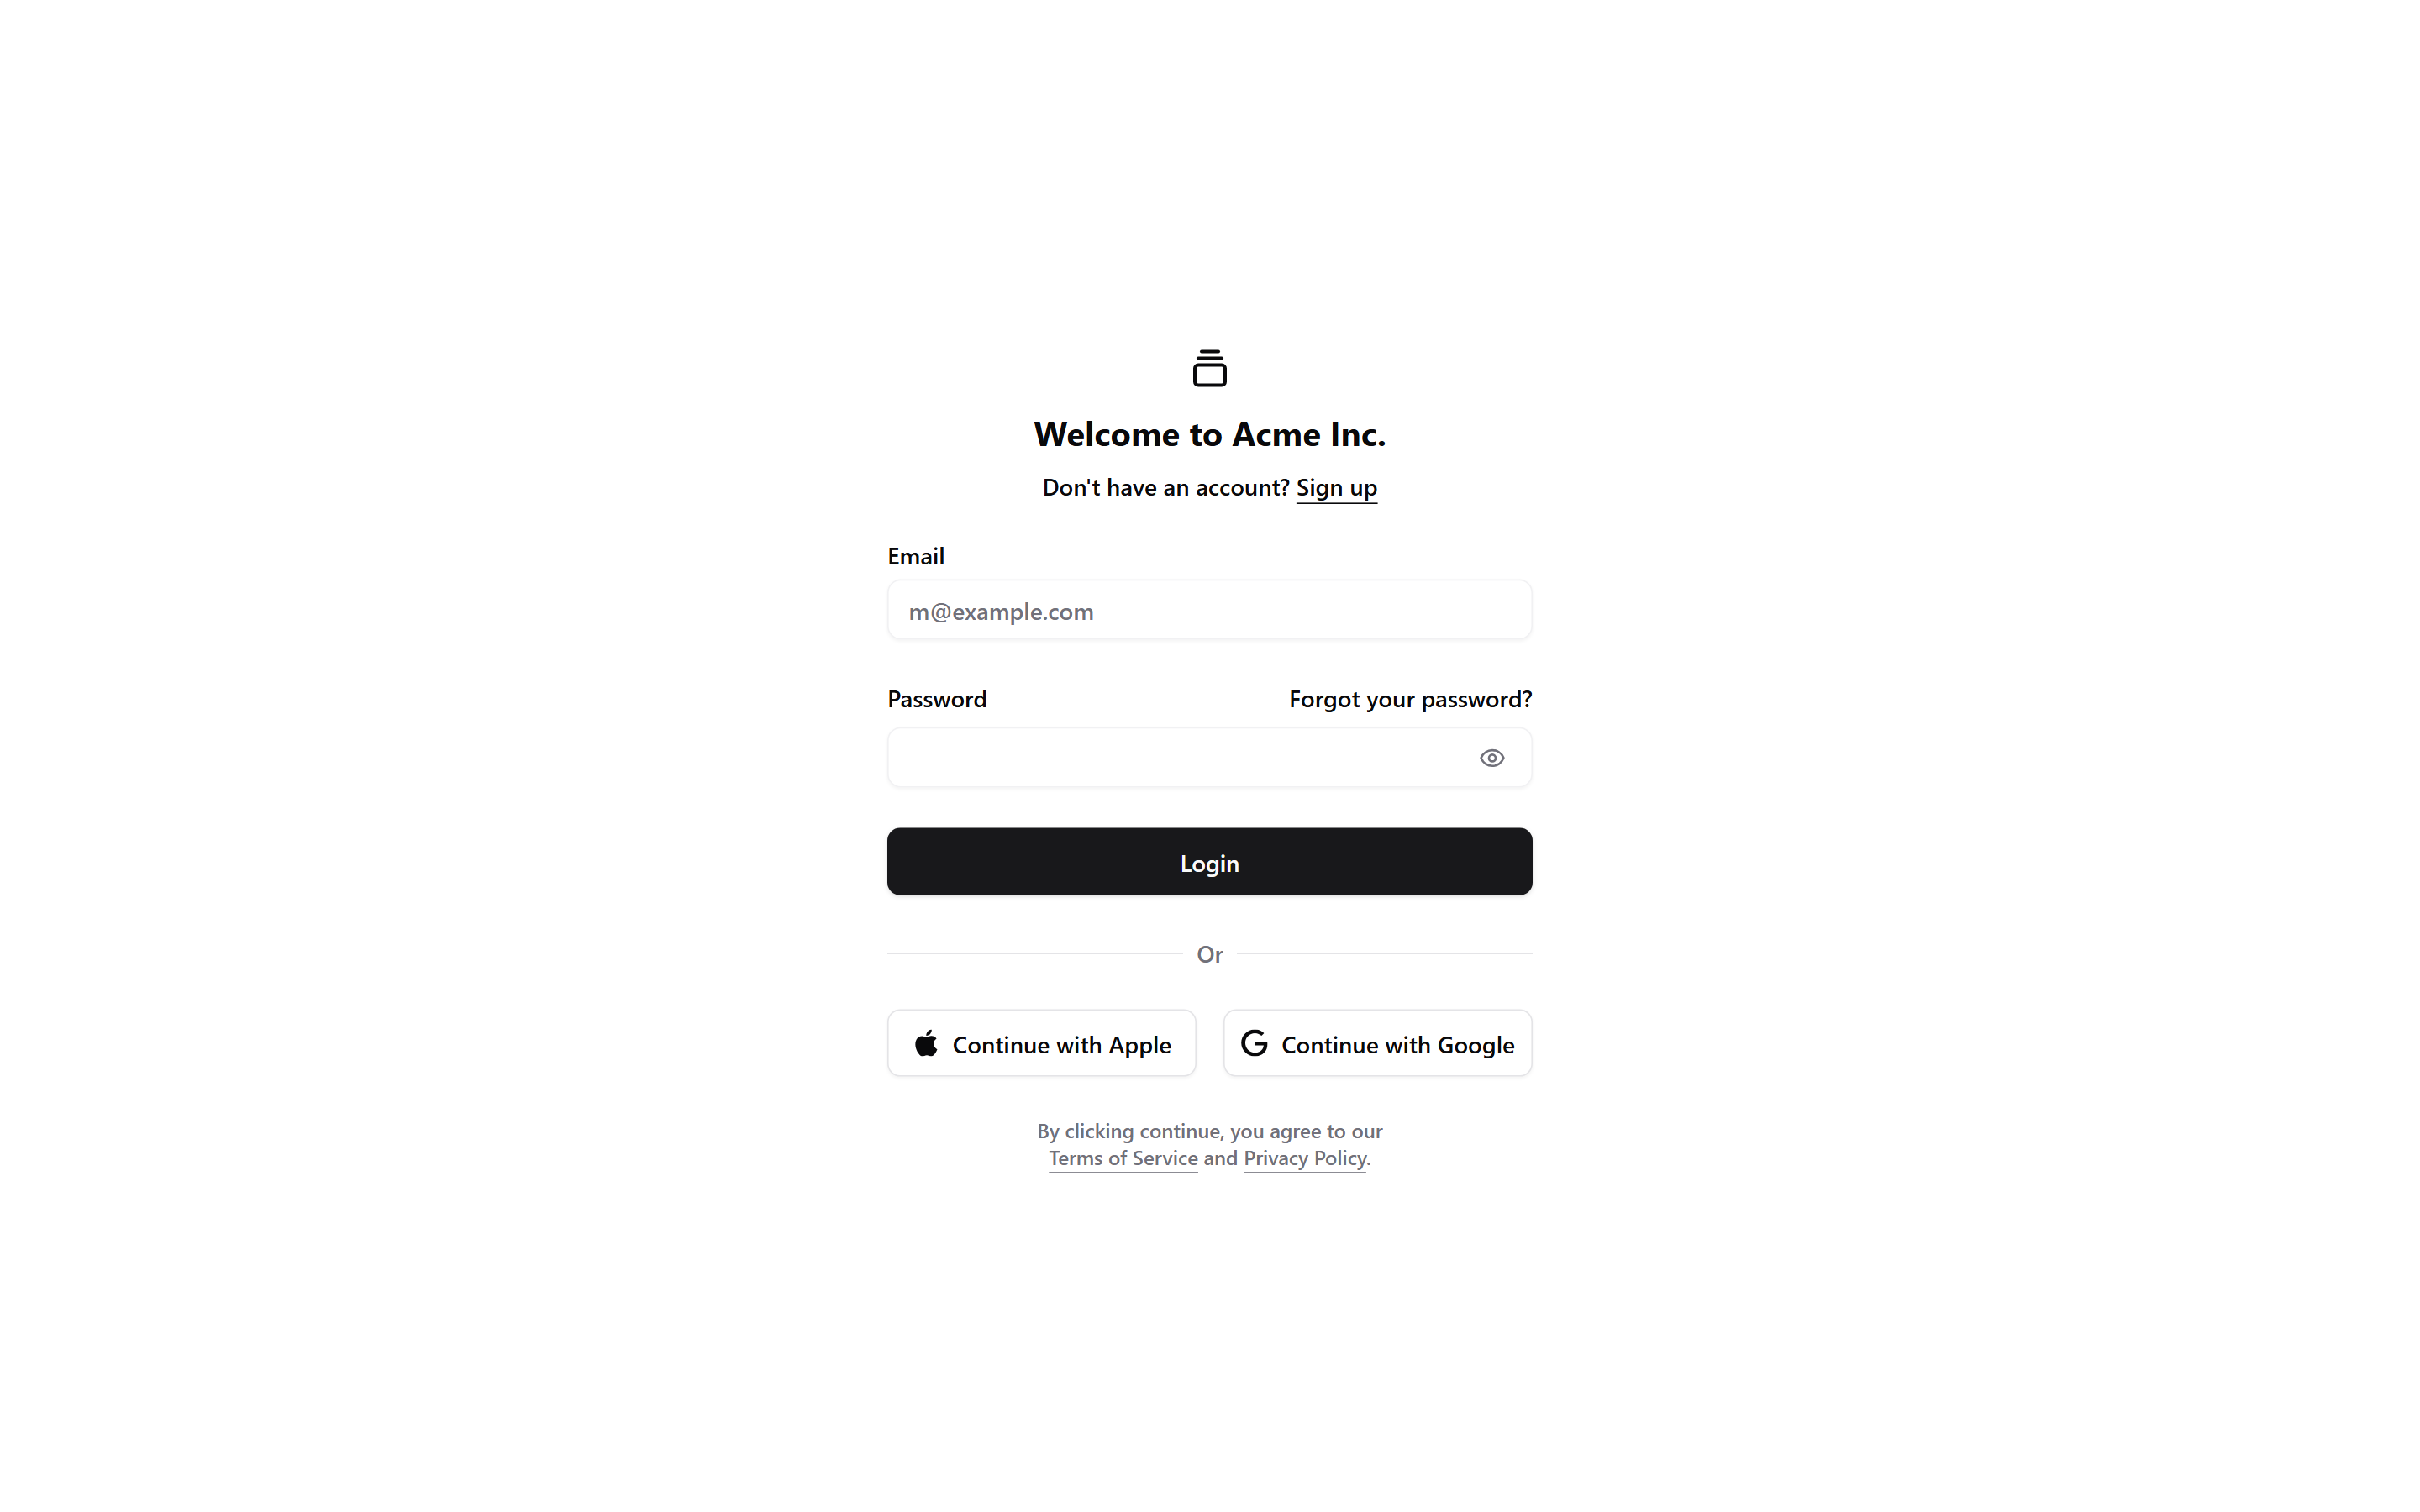 Welcome to Acme Inc.
Don't have an account? Sign up
Email
m@example.com
Password Forgot your password?
Login
Or
Continue with Apple Continue with Google
By clicking continue, you agree to our
Terms of Service and Privacy Policy.